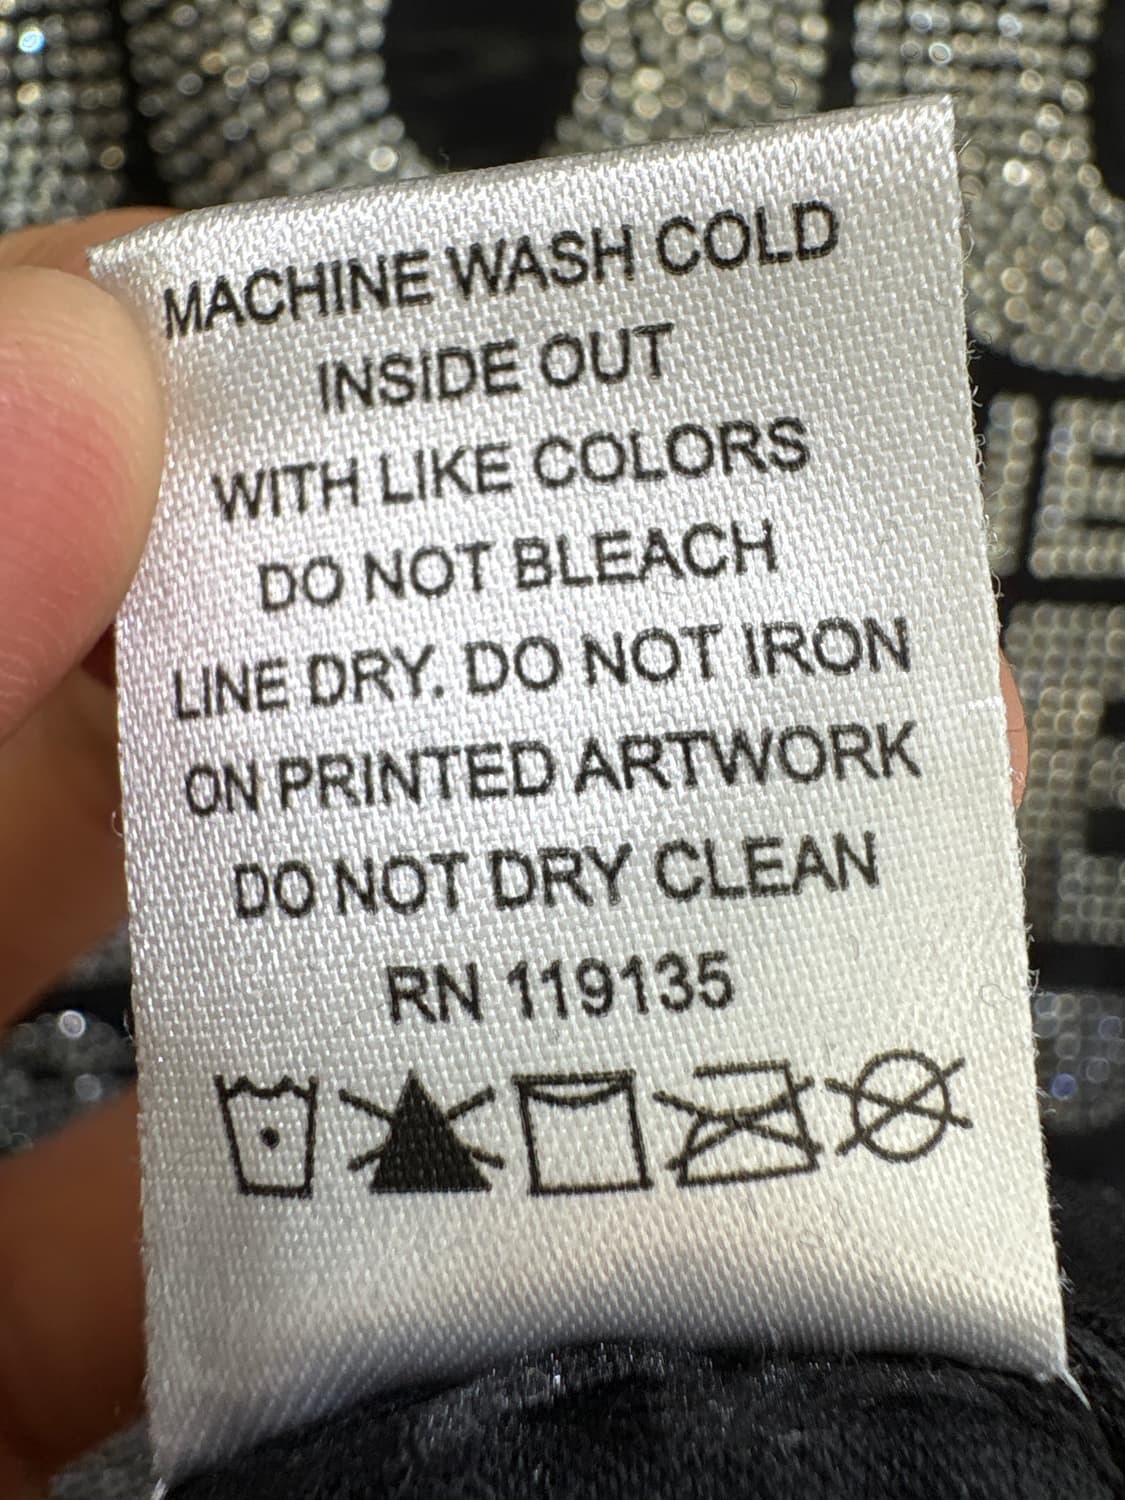 MACHINE WASH COLD
INSIDE OUT
WITH LIKE COLORS
DO NOT BLEACH
LINE DRY. DO NOT IRON
ON PRINTED ARTWORK
DO NOT DRY CLEAN
RN 119135